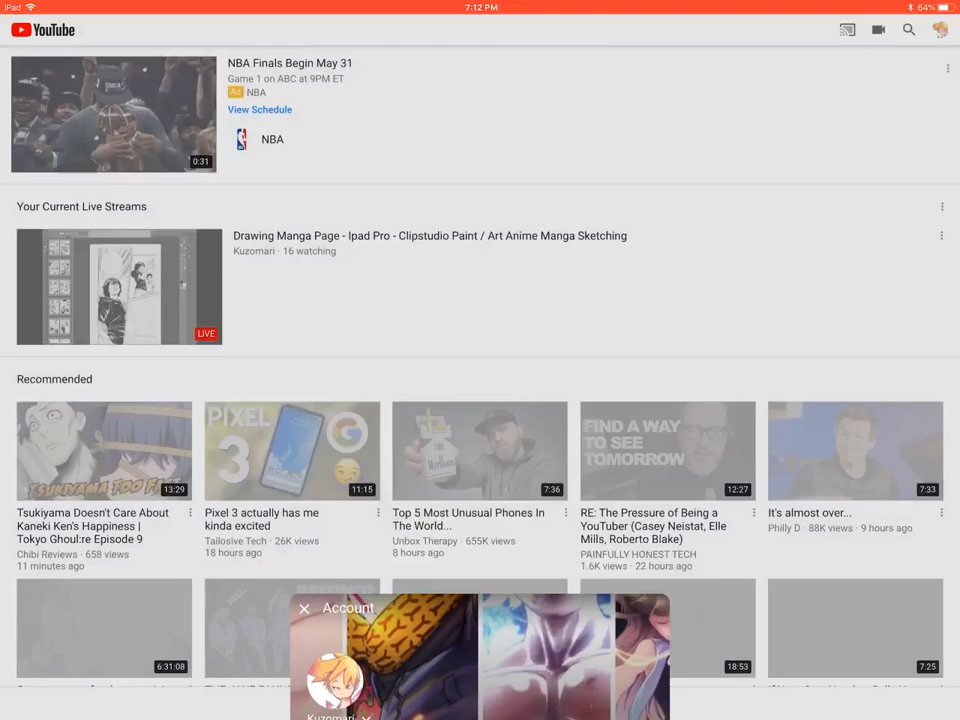 iPad 7:12 PM 64%
YouTube
NBA Finals Begin May 31
Game 1 on ABC at 9PM ET
Ad NBA
View Schedule
NBA
0:31
Your Current Live Streams
Drawing Manga Page - Ipad Pro - Clipstudio Paint / Art Anime Manga Sketching
Kuzomari · 16 watching
LIVE
Recommended
TSUKIYAMA TOO FAST
13:29
PIXEL 3
11:15
Marlboro
7:36
FIND A WAY
TO SEE
TOMORROW
12:27
7:33
Tsukiyama Doesn't Care About
Kaneki Ken's Happiness |
Tokyo Ghoul:re Episode 9
Chibi Reviews · 658 views
11 minutes ago
Pixel 3 actually has me
kinda excited
Tailosive Tech · 26K views
18 hours ago
Top 5 Most Unusual Phones In
The World...
Unbox Therapy · 655K views
8 hours ago
RE: The Pressure of Being a
YouTuber (Casey Neistat, Elle
Mills, Roberto Blake)
PAINFULLY HONEST TECH
1.6K views · 22 hours ago
It's almost over...
Philly D · 88K views · 9 hours ago
6:31:08
18:53
7:25
Account
Kuzomari